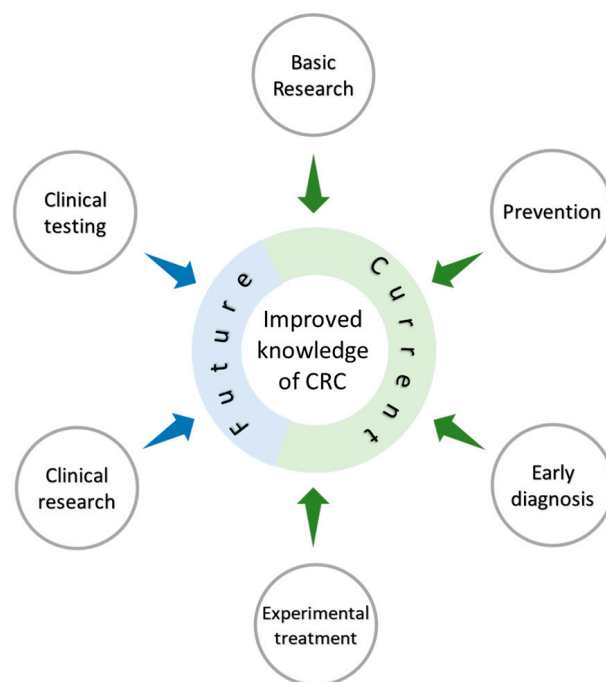 Basic
Research
Clinical
testing
Prevention
Future
Current
Improved
knowledge
of CRC
Clinical
research
Early
diagnosis
Experimental
treatment